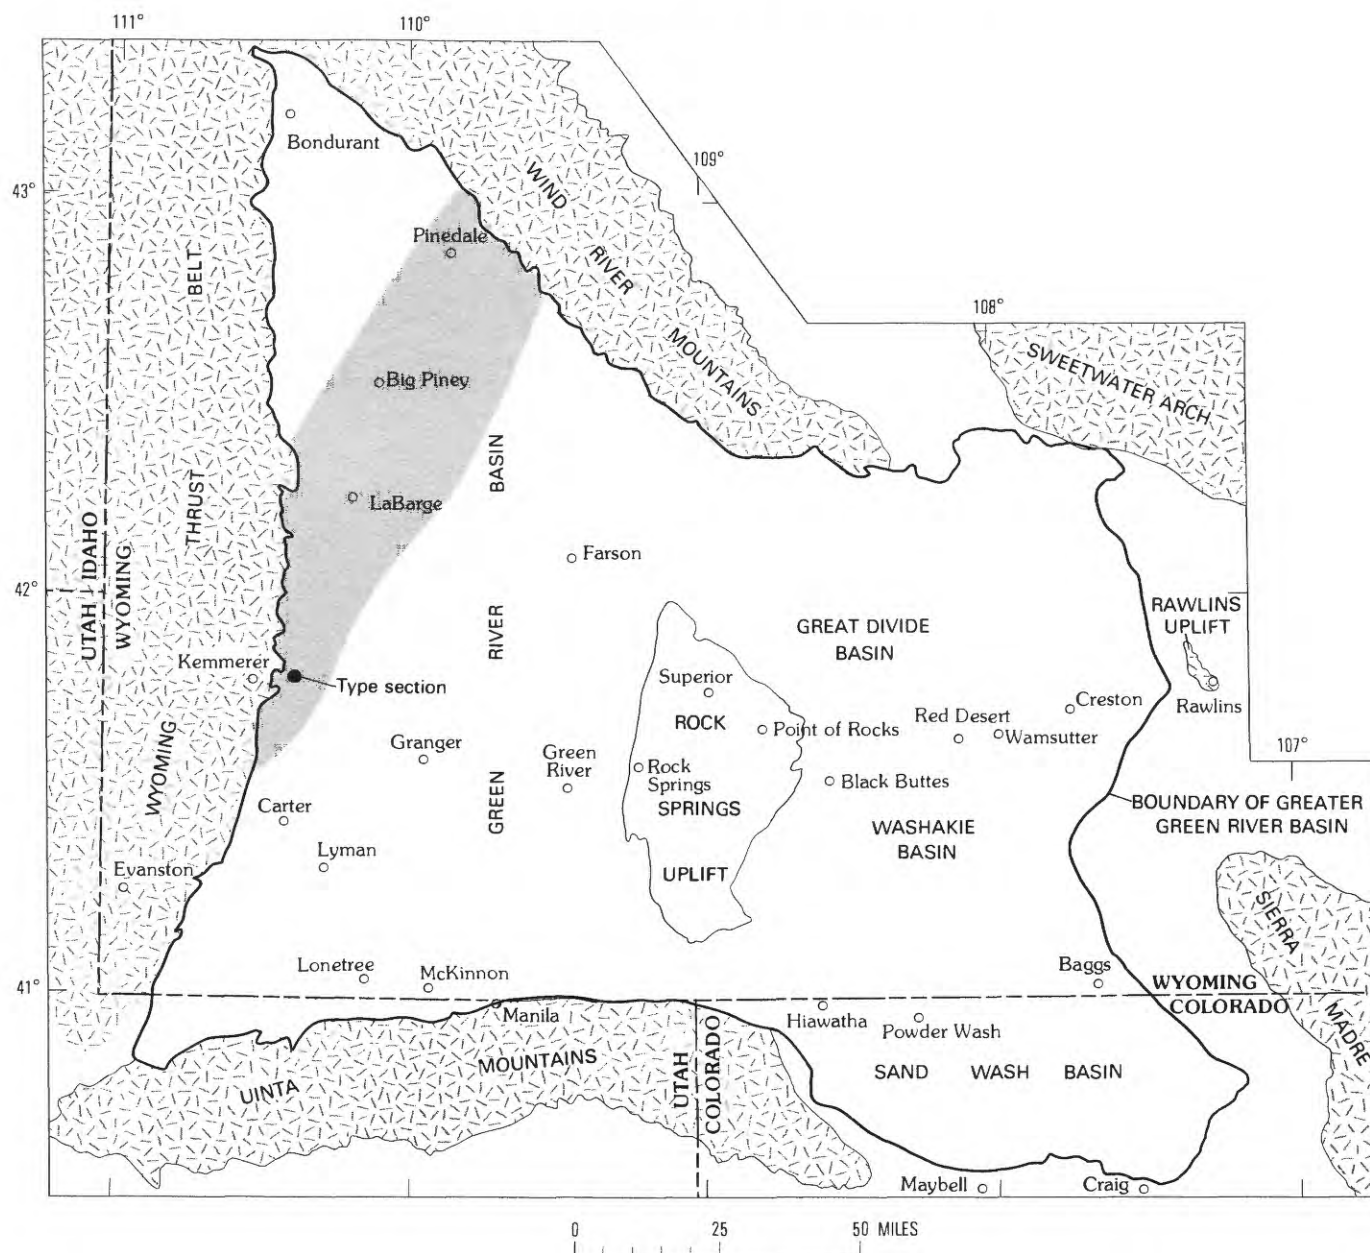 111°
110°
Bondurant
109°
43°
WIND
RIVER
MOUNTAINS
Pinedale
BELT
108°
SWEETWATER ARCH
Big Piney
BASIN
THRUST
LaBarge
UTAH
IDAHO
WYOMING
42°
Farson
RAWLINS
UPLIFT
GREAT DIVIDE
BASIN
RIVER
Kemmerer
Type section
Superior
Creston
Rawlins
ROCK
Point of Rocks
Red Desert
Wamsutter
WYOMING
Granger
Green
River
Rock
Springs
107°
Black Buttes
GREEN
SPRINGS
BOUNDARY OF GREATER
GREEN RIVER BASIN
Carter
WASHAKIE
BASIN
Lyman
Evanston
UPLIFT
SIERRA
MADRE
Lonetree
McKinnon
Baggs
41°
WYOMING
COLORADO
Manila
Hiawatha
Powder Wash
UINTA
MOUNTAINS
UTAH
COLORADO
SAND WASH BASIN
Maybell
Craig
0 25 50 MILES